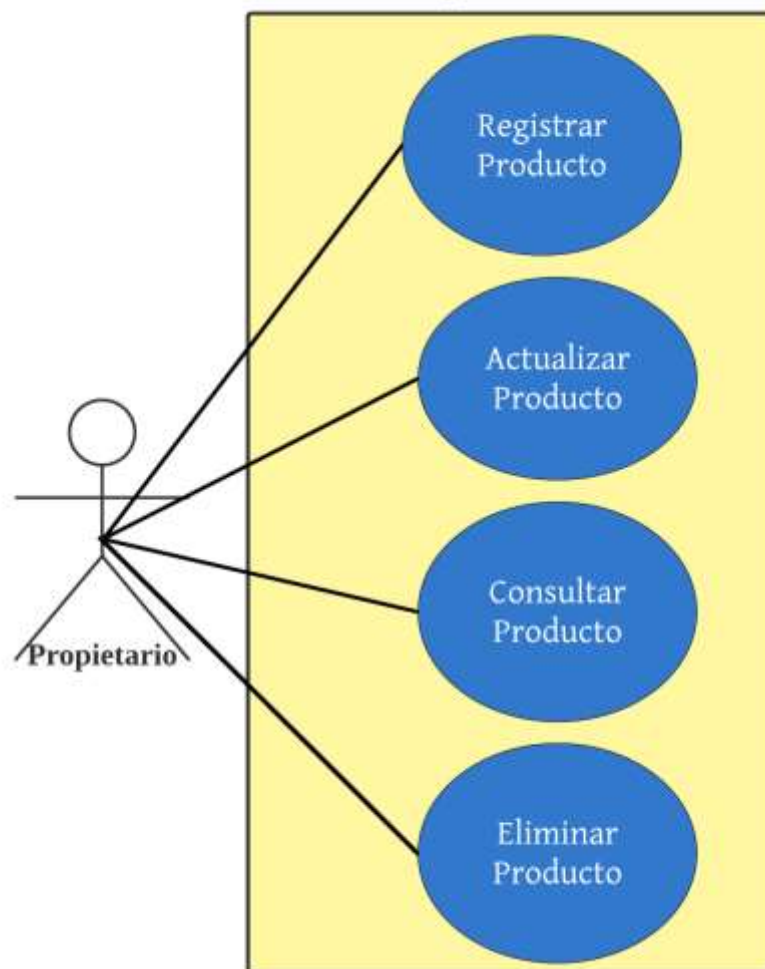 Registrar
Producto
Actualizar
Producto
Consultar
Producto
Propietario
Eliminar
Producto